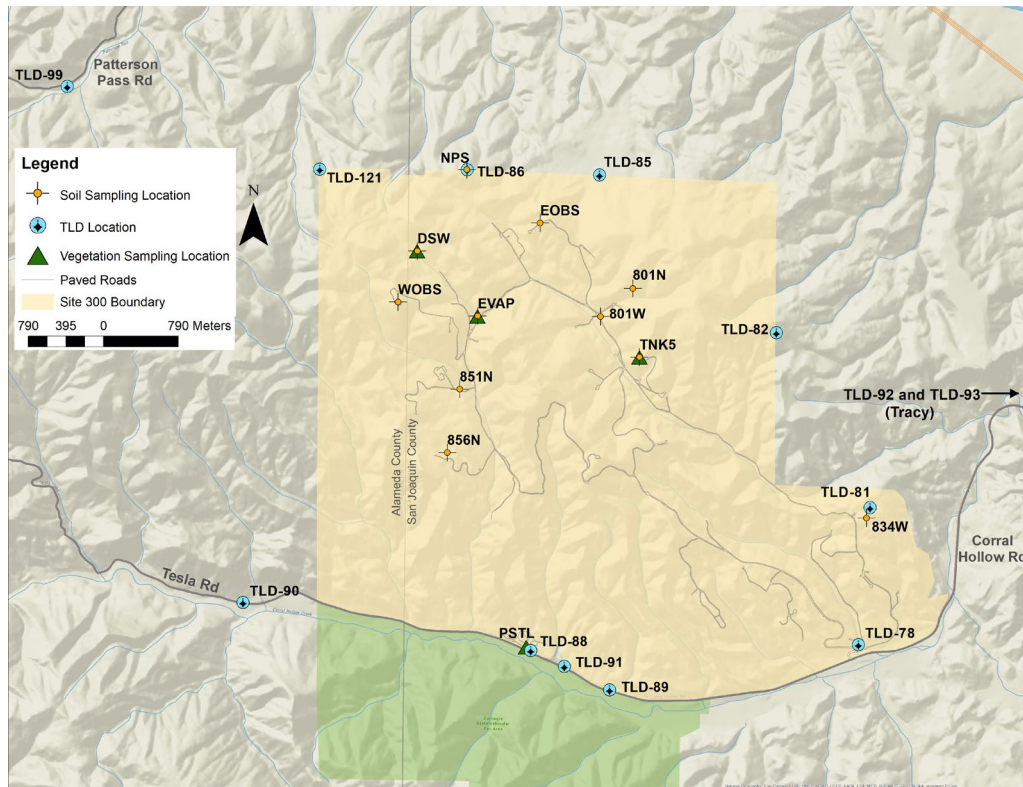 TLD-99
Patterson
Pass Rd
Legend
Soil Sampling Location
TLD Location
Vegetation Sampling Location
Paved Roads
Site 300 Boundary
790 395 0 790 Meters
N
TLD-121
NPS
TLD-86
TLD-85
EOBS
DSW
WOBS
EVAP
801N
801W
TNK5
TLD-82
851N
TLD-92 and TLD-93
(Tracy)
856N
Alameda County
San Joaquin County
TLD-81
834W
Corral
Hollow Rd
Tesla Rd
TLD-90
Corral Hollow Creek
PSTL
TLD-88
TLD-91
TLD-89
TLD-78